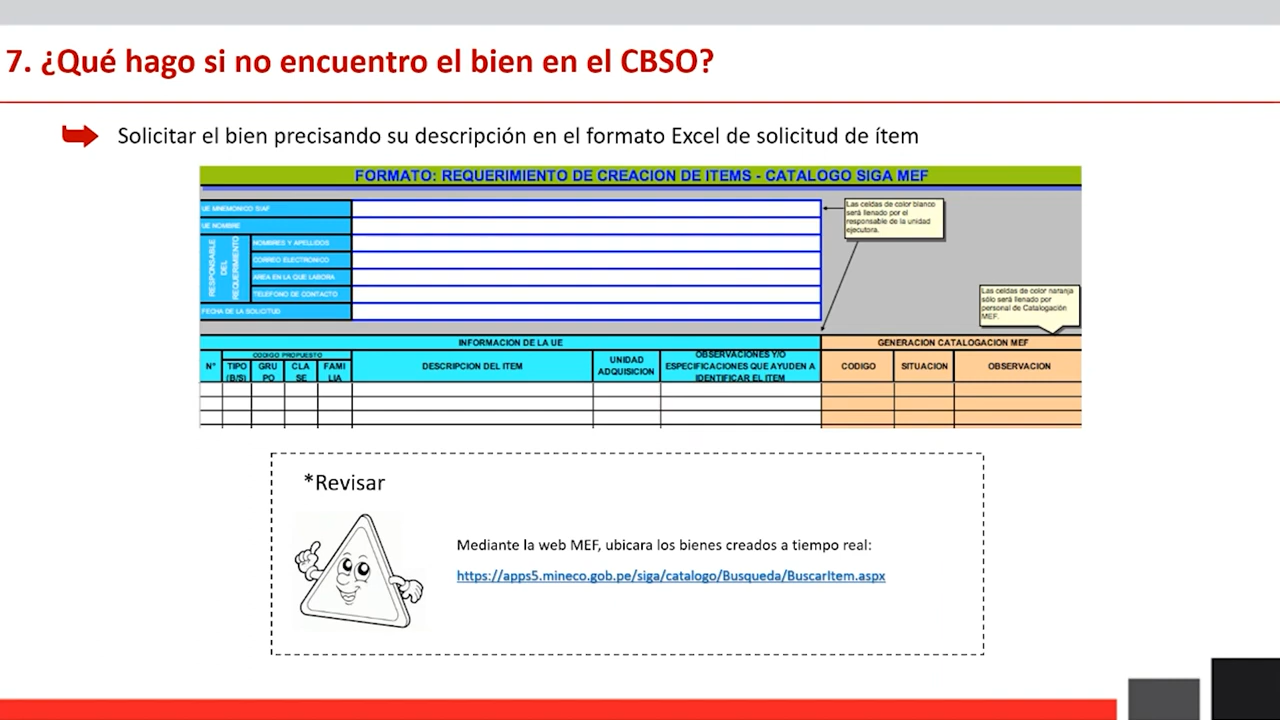 7. ¿Qué hago si no encuentro el bien en el CBSO?
Solicitar el bien precisando su descripción en el formato Excel de solicitud de ítem
FORMATO: REQUERIMIENTO DE CREACION DE ITEMS - CATALOGO SIGA MEF
UE MNEMONICO SIAF
UE NOMBRE
RESPONSABLE
DEL
REQUERIMIENTO
NOMBRES Y APELLIDOS
CORREO ELECTRONICO
AREA EN LA QUE LABORA
TELEFONO DE CONTACTO
FECHA DE LA SOLICITUD
Las celdas de color blanco
será llenado por el
responsable de la unidad
ejecutora.
Las celdas de color naranja
sólo será llenado por
personal de Catalogación
MEF.
INFORMACION DE LA UE
GENERACION CATALOGACION MEF
N°
CODIGO PROPUESTO
TIPO
(B/S)
GRU
PO
CLA
SE
FAMI
LIA
DESCRIPCION DEL ITEM
UNIDAD
ADQUISICION
OBSERVACIONES Y/O
ESPECIFICACIONES QUE AYUDEN A
IDENTIFICAR EL ITEM
CODIGO
SITUACION
OBSERVACION
*Revisar
Mediante la web MEF, ubicara los bienes creados a tiempo real:
https://apps5.mineco.gob.pe/siga/catalogo/Busqueda/BuscarItem.aspx